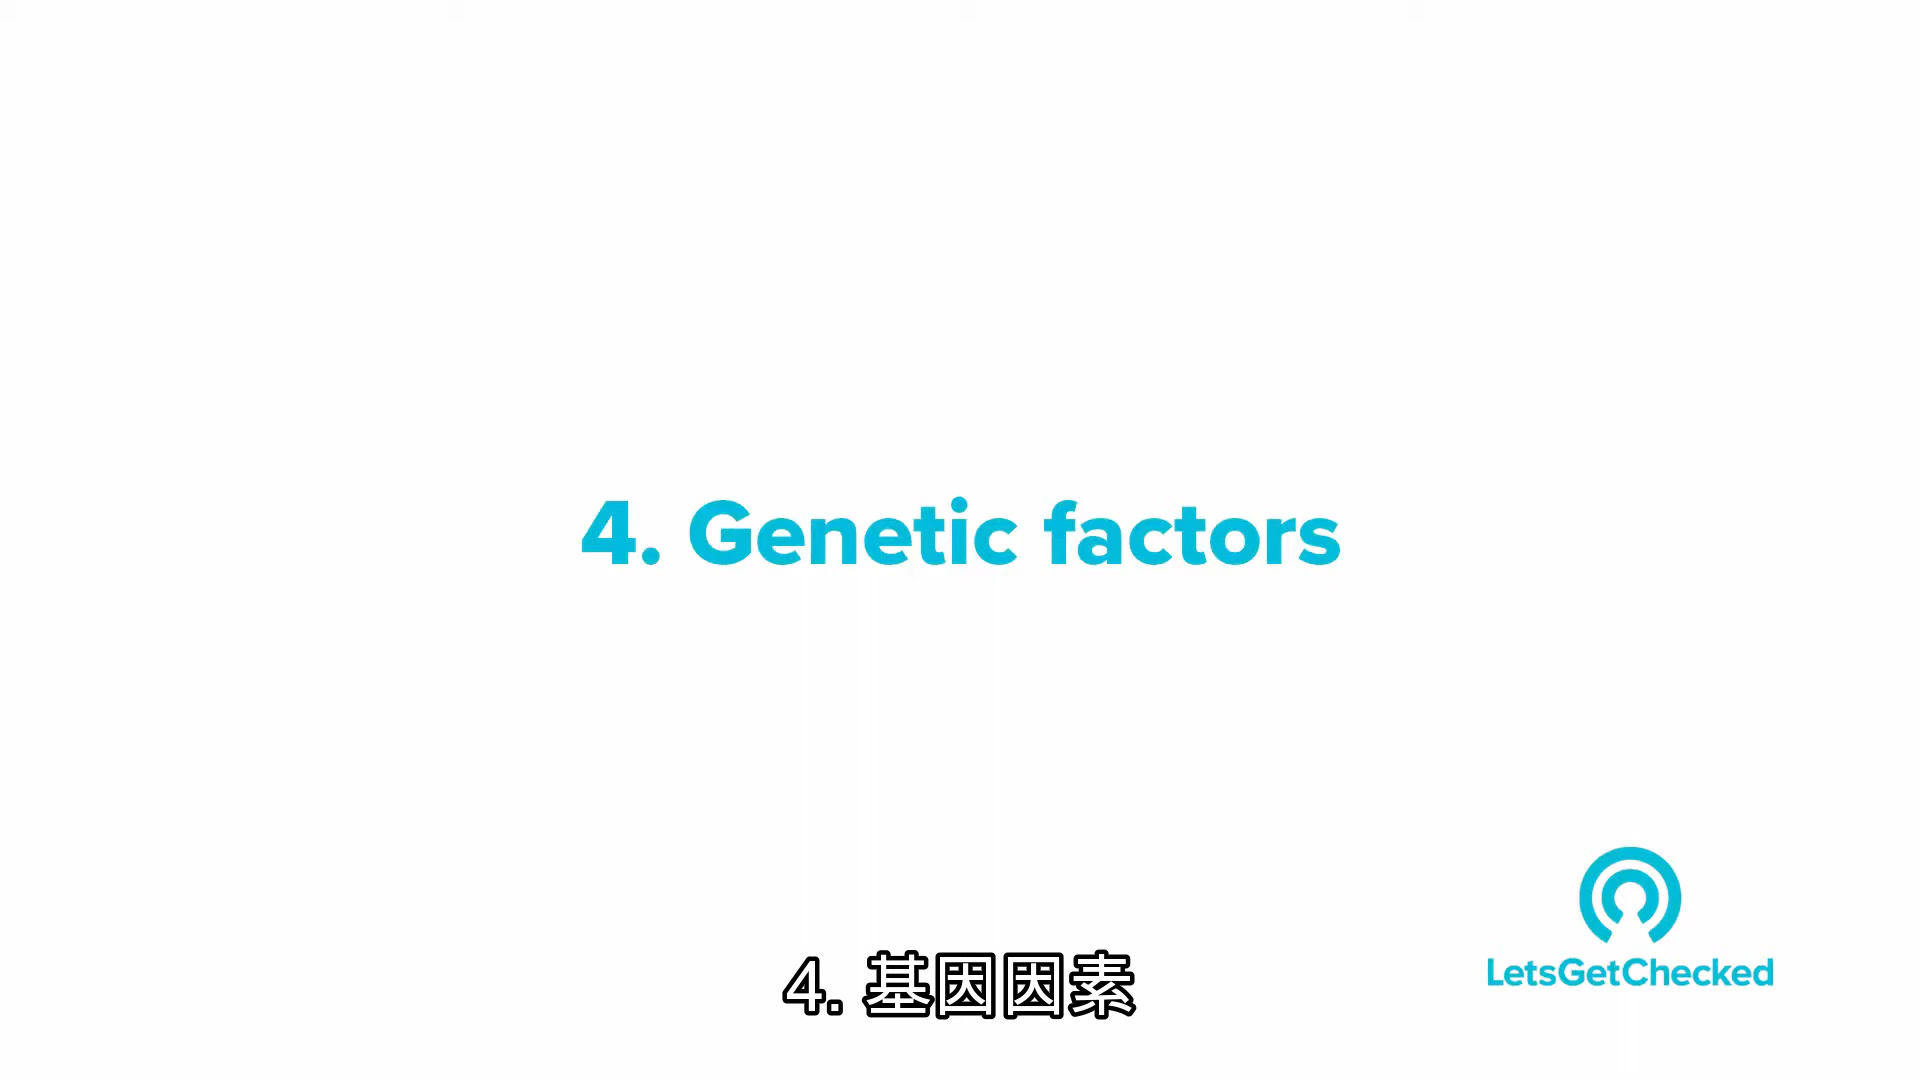 4. Genetic factors
LetsGetChecked
4. 基因因素